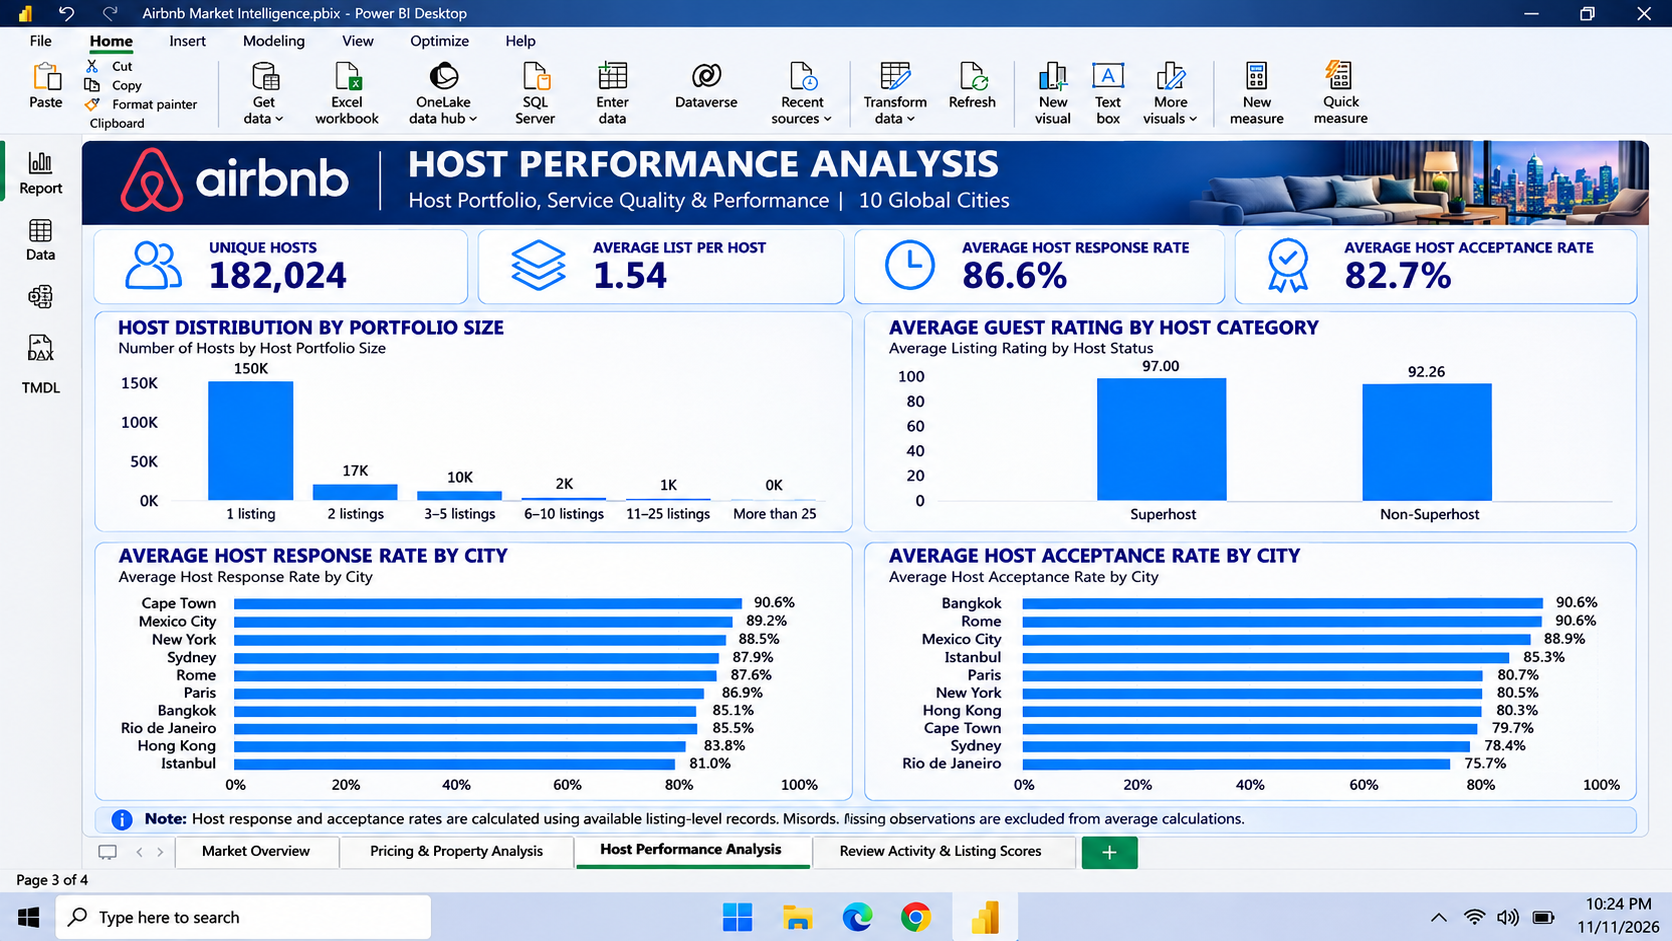 Airbnb Market Intelligence.pbix - Power BI Desktop
File Home Insert Modeling View Optimize Help
Paste
Cut
Copy
Format painter
Clipboard
Get data
Excel workbook
OneLake data hub
SQL Server
Enter data
Dataverse
Recent sources
Transform data
Refresh
New visual
A
Text box
More visuals
New measure
Quick measure
Report
Data
DAX
TMDL
airbnb
HOST PERFORMANCE ANALYSIS
Host Portfolio, Service Quality & Performance | 10 Global Cities
UNIQUE HOSTS
182,024
AVERAGE LIST PER HOST
1.54
AVERAGE HOST RESPONSE RATE
86.6%
AVERAGE HOST ACCEPTANCE RATE
82.7%
HOST DISTRIBUTION BY PORTFOLIO SIZE
Number of Hosts by Host Portfolio Size
150K
100K
50K
0K
150K
17K
10K
2K
1K
0K
1 listing 2 listings 3–5 listings 6–10 listings 11–25 listings More than 25
AVERAGE GUEST RATING BY HOST CATEGORY
Average Listing Rating by Host Status
100
80
60
40
20
0
97.00
92.26
Superhost Non-Superhost
AVERAGE HOST RESPONSE RATE BY CITY
Average Host Response Rate by City
Cape Town 90.6%
Mexico City 89.2%
New York 88.5%
Sydney 87.9%
Rome 87.6%
Paris 86.9%
Bangkok 85.1%
Rio de Janeiro 85.5%
Hong Kong 83.8%
Istanbul 81.0%
0% 20% 40% 60% 80% 100%
AVERAGE HOST ACCEPTANCE RATE BY CITY
Average Host Acceptance Rate by City
Bangkok 90.6%
Rome 90.6%
Mexico City 88.9%
Istanbul 85.3%
Paris 80.7%
New York 80.5%
Hong Kong 80.3%
Cape Town 79.7%
Sydney 78.4%
Rio de Janeiro 75.7%
0% 20% 40% 60% 80% 100%
Note: Host response and acceptance rates are calculated using available listing-level records. Misords. observations are excluded from average calculations.
Market Overview Pricing & Property Analysis Host Performance Analysis Review Activity & Listing Scores +
Page 3 of 4
Type here to search
10:24 PM
11/11/2026